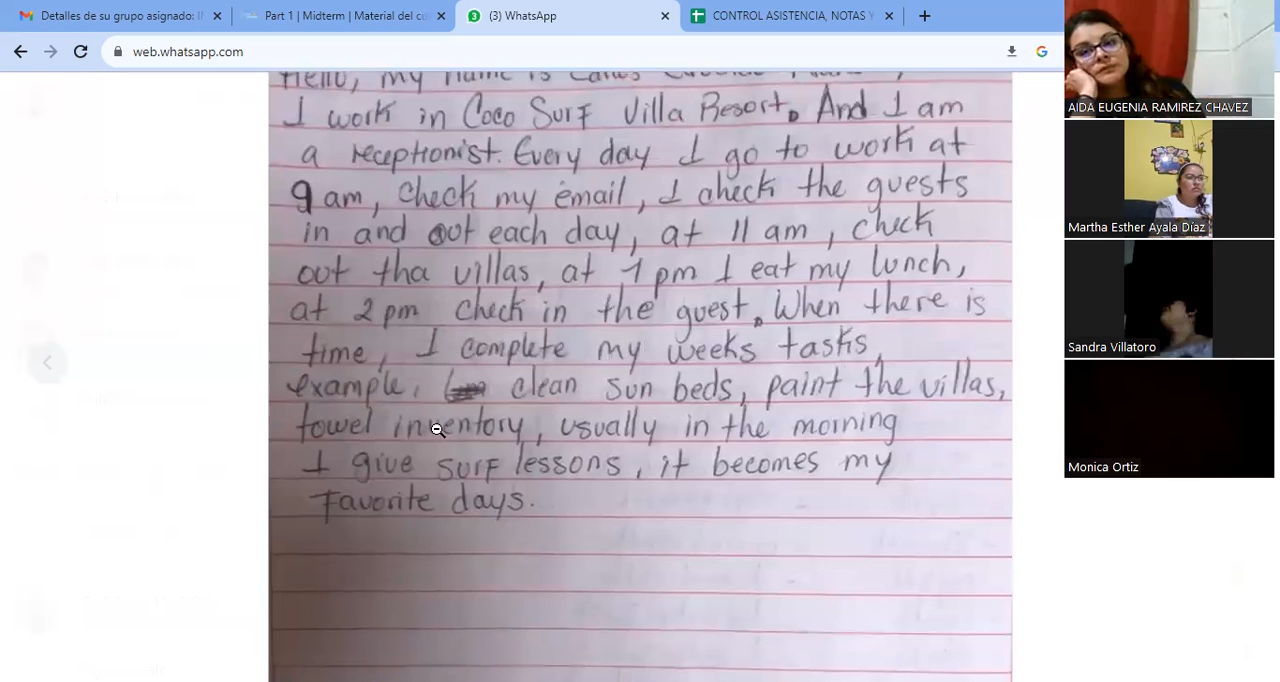 Detalles de su grupo asignado: I
Part 1 | Midterm | Material del cu
(3) WhatsApp
CONTROL ASISTENCIA, NOTAS Y
web.whatsapp.com
Hello, my name is
I work in Coco Surf Villa Resort. And I am
a receptionist. Every day I go to work at
9 am, check my email, I check the guests
in and out each day, at 11 am, check
out tha villas, at 1 pm I eat my lunch,
at 2 pm check in the guest. When there is
time, I complete my weeks tasks,
example, clean sun beds, paint the villas,
towel inventory, usually in the morning
I give surf lessons, it becomes my
Favorite days.
AIDA EUGENIA RAMIREZ CHAVEZ
Martha Esther Ayala Díaz
Sandra Villatoro
Monica Ortiz